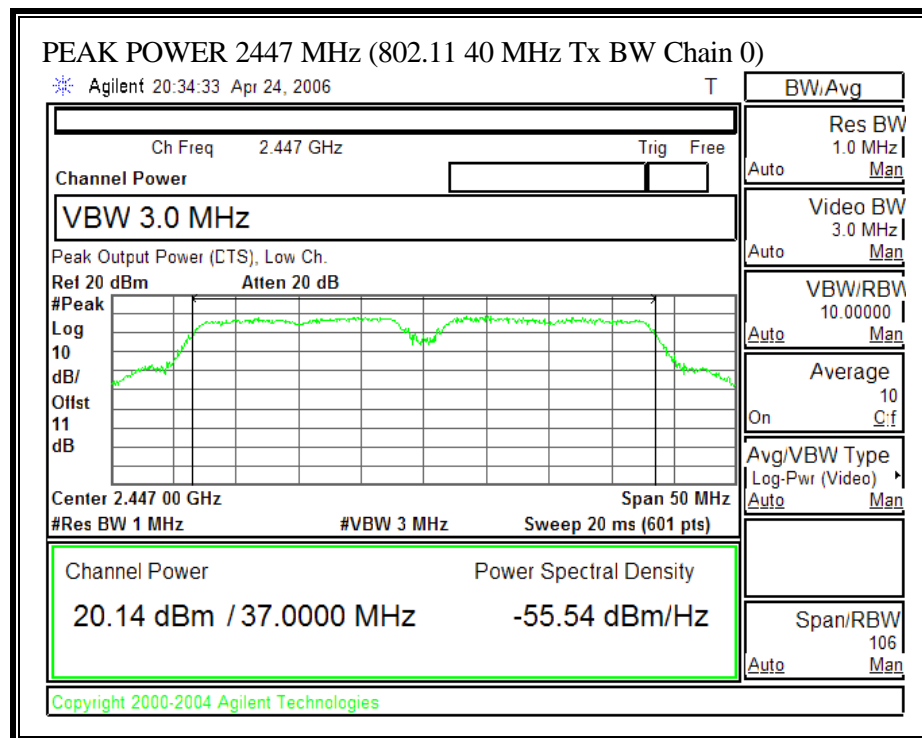 PEAK POWER 2447 MHz (802.11 40 MHz Tx BW Chain 0)
Agilent 20:34:33 Apr 24, 2006 T
Ch Freq 2.447 GHz Trig Free
Channel Power
VBW 3.0 MHz
Peak Output Power (DTS), Low Ch.
Ref 20 dBm Atten 20 dB
#Peak
Log
10
dB/
Offst
11
dB
Center 2.447 00 GHz Span 50 MHz
#Res BW 1 MHz #VBW 3 MHz Sweep 20 ms (601 pts)
Channel Power Power Spectral Density
20.14 dBm / 37.0000 MHz -55.54 dBm/Hz
Copyright 2000-2004 Agilent Technologies
BW/Avg
Res BW
1.0 MHz
Auto Man
Video BW
3.0 MHz
Auto Man
VBW/RBW
10.00000
Auto Man
Average
10
On Off
Avg/VBW Type
Log-Pwr (Video)
Auto Man
Span/RBW
106
Auto Man